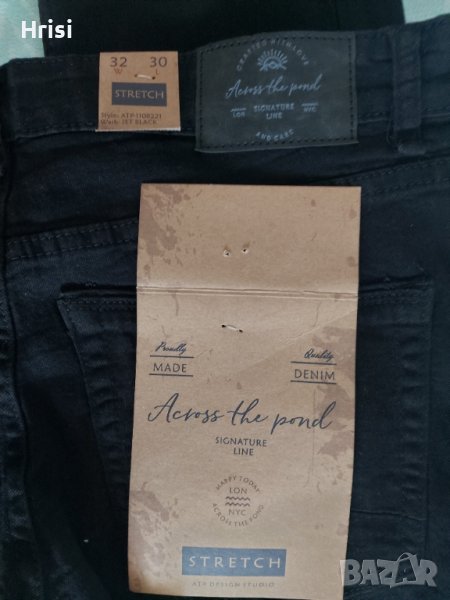 Hrisi
32 30
W L
STRETCH
Style: ATP-1108221
Wash: JET BLACK
CRAFTED WITH LOVE
Across the pond
LON SIGNATURE NYC
LINE
AND CARE
Proudly Quality
MADE DENIM
Across the pond
SIGNATURE
LINE
HAPPY TODAY
LON
NYC
ACROSS THE POND
STRETCH
ATP DESIGN STUDIO
BAZAR